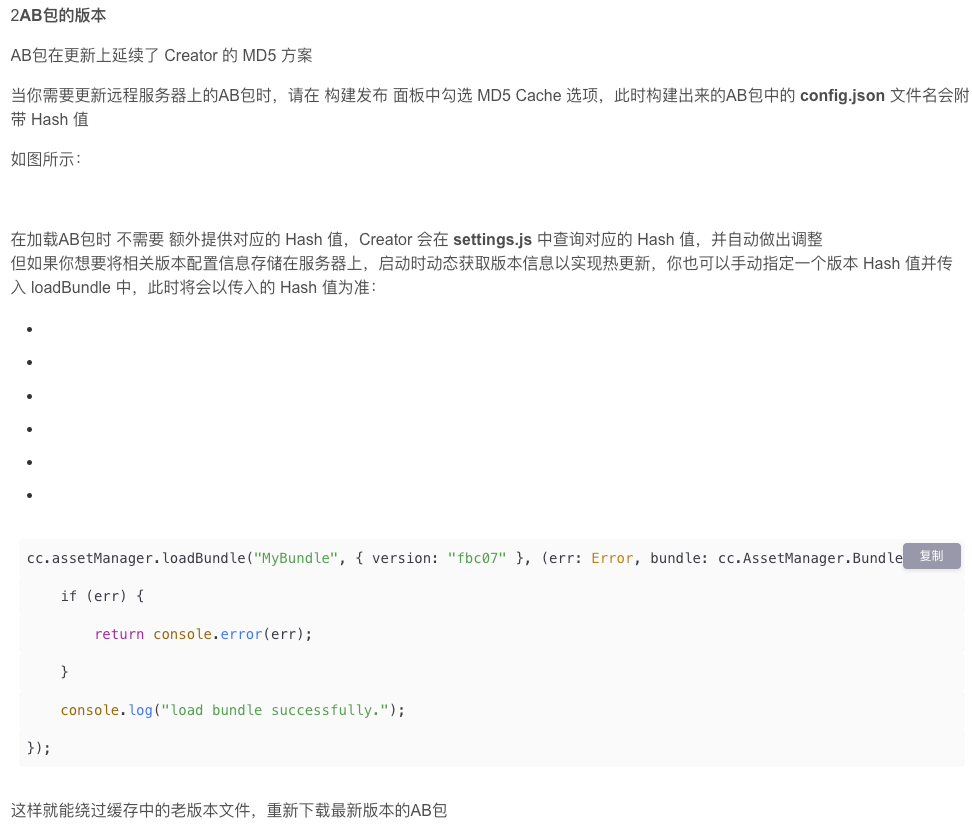 2AB包的版本
AB包在更新上延续了 Creator 的 MD5 方案
当你需要更新远程服务器上的AB包时，请在 构建发布 面板中勾选 MD5 Cache 选项，此时构建出来的AB包中的 config.json 文件名会附
带 Hash 值
如图所示：
在加载AB包时 不需要 额外提供对应的 Hash 值，Creator 会在 settings.js 中查询对应的 Hash 值，并自动做出调整
但如果你想要将相关版本配置信息存储在服务器上，启动时动态获取版本信息以实现热更新，你也可以手动指定一个版本 Hash 值并传
入 loadBundle 中，此时将会以传入的 Hash 值为准：
cc.assetManager.loadBundle("MyBundle", { version: "fbc07" }, (err: Error, bundle: cc.AssetManager.Bundle 复制
    if (err) {
        return console.error(err);
    }
    console.log("load bundle successfully.");
});
这样就能绕过缓存中的老版本文件，重新下载最新版本的AB包